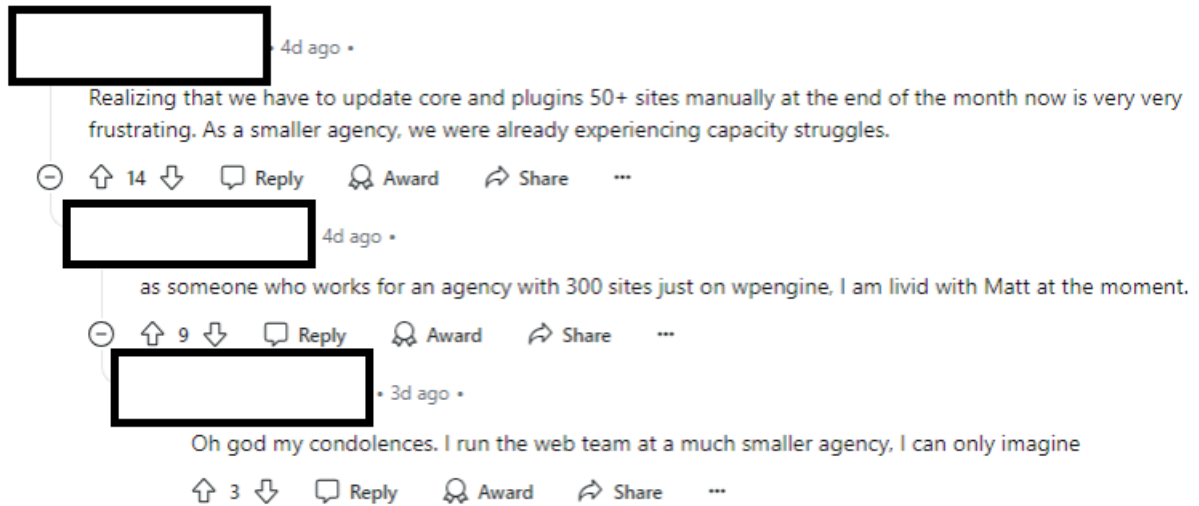 • 4d ago •
Realizing that we have to update core and plugins 50+ sites manually at the end of the month now is very very
frustrating. As a smaller agency, we were already experiencing capacity struggles.
14 Reply Award Share ...
4d ago •
as someone who works for an agency with 300 sites just on wpengine, I am livid with Matt at the moment.
9 Reply Award Share ...
• 3d ago •
Oh god my condolences. I run the web team at a much smaller agency, I can only imagine
3 Reply Award Share ...